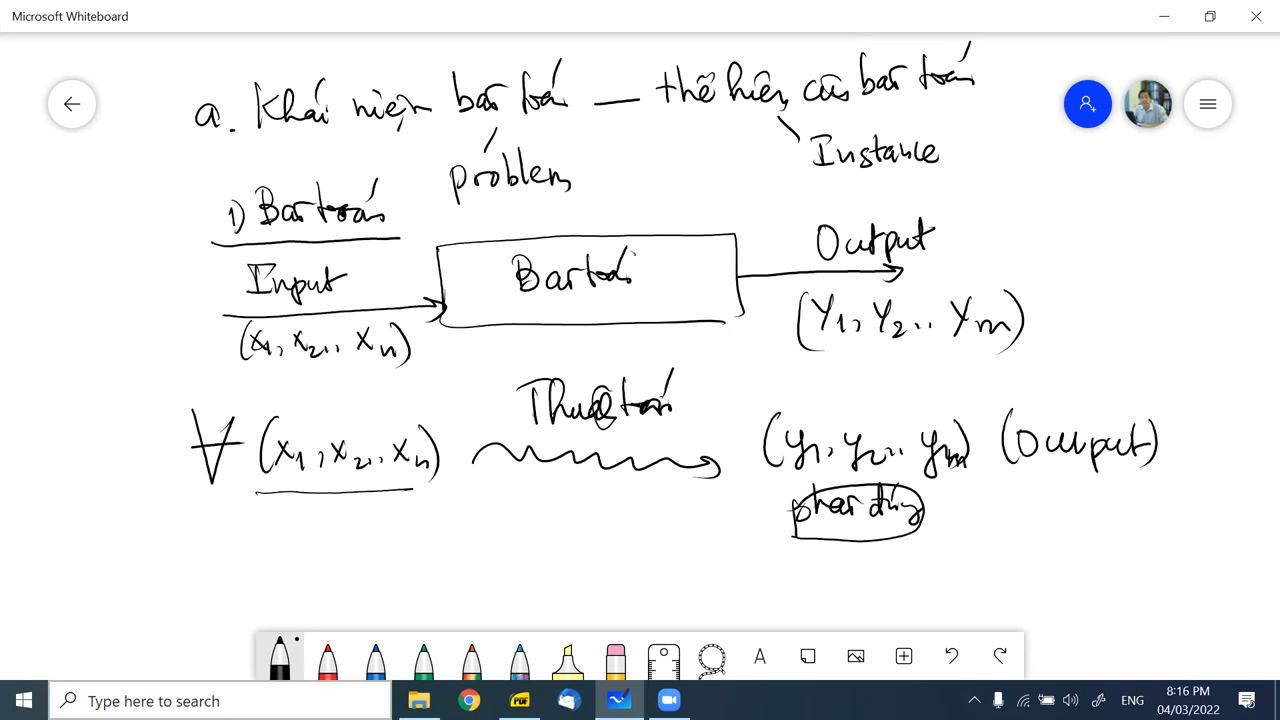 Microsoft Whiteboard
a. Khái niệm bài toán — thể hiện của bài toán
problem
Instance
1) Bài toán
Input
(x1, x2,.. xn)
Bài toán
Output
(Y1, Y2.. Ym)
Thuật toán
∀ (x1, x2,.. xn) (y1, y2.. ym) (Output)
phải đúng
Type here to search
ENG
8:16 PM
04/03/2022